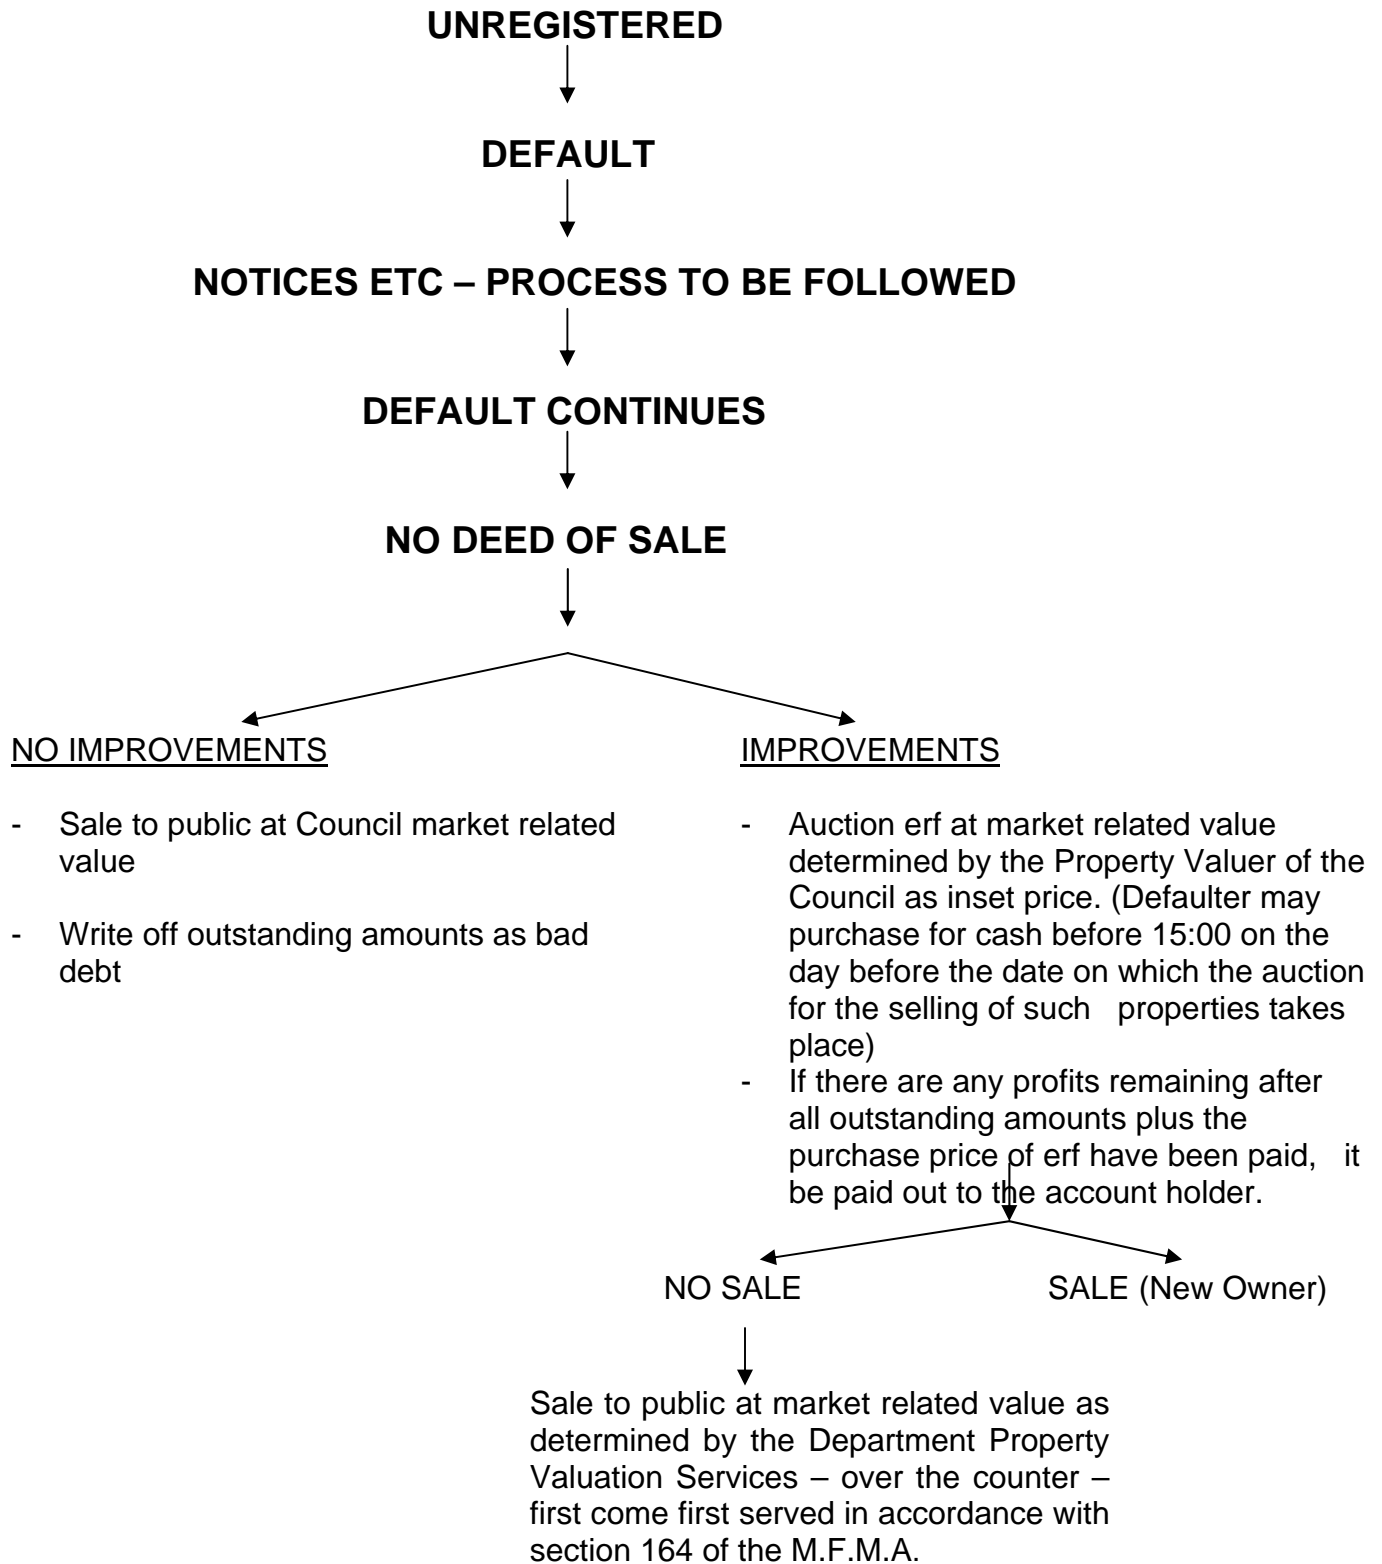 UNREGISTERED
DEFAULT
NOTICES ETC – PROCESS TO BE FOLLOWED
DEFAULT CONTINUES
NO DEED OF SALE
NO IMPROVEMENTS
- Sale to public at Council market related
value
- Write off outstanding amounts as bad
debt
IMPROVEMENTS
- Auction erf at market related value
determined by the Property Valuer of the
Council as inset price. (Defaulter may
purchase for cash before 15:00 on the
day before the date on which the auction
for the selling of such properties takes
place)
- If there are any profits remaining after
all outstanding amounts plus the
purchase price of erf have been paid, it
be paid out to the account holder.
NO SALE
SALE (New Owner)
Sale to public at market related value as
determined by the Department Property
Valuation Services – over the counter –
first come first served in accordance with
section 164 of the M.F.M.A.